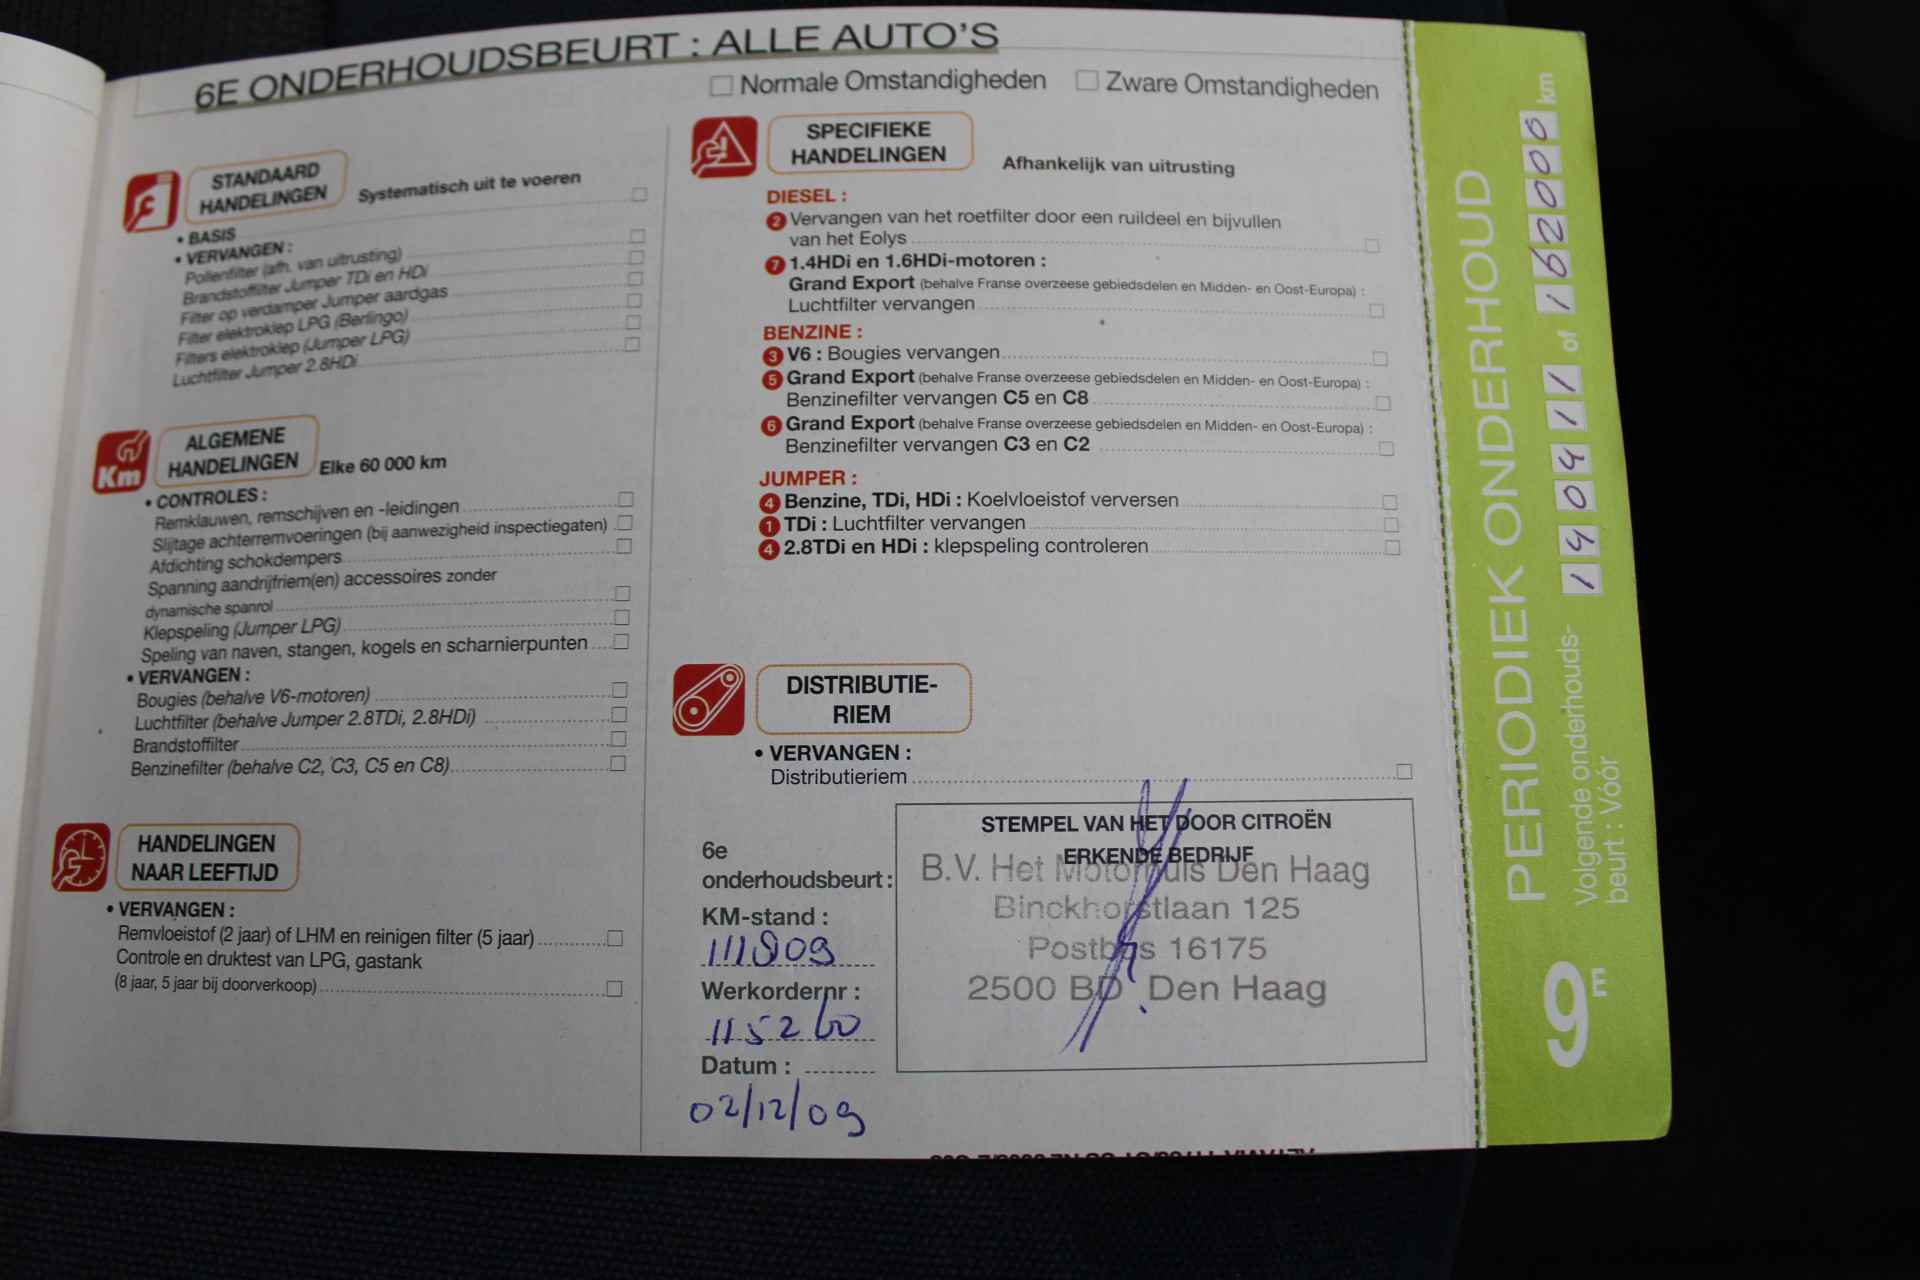 6E ONDERHOUDSBEURT : ALLE AUTO'S
Normale Omstandigheden Zware Omstandigheden
STANDAARD
HANDELINGEN
Systematisch uit te voeren
• BASIS
• VERVANGEN :
Pollenfilter (afh. van uitrusting)
Brandstoffilter Jumper TDi en HDi
Filter op verdamper Jumper aardgas
Filter elektroklep LPG (Berlingo)
Filters elektroklep (Jumper LPG)
Luchtfilter Jumper 2.8HDi
Km
ALGEMENE
HANDELINGEN
Elke 60 000 km
• CONTROLES :
Remklauwen, remschijven en -leidingen
Slijtage achterremvoeringen (bij aanwezigheid inspectiegaten)
Afdichting schokdempers
Spanning aandrijfriem(en) accessoires zonder
dynamische spanrol
Klepspeling (Jumper LPG)
Speling van naven, stangen, kogels en scharnierpunten
• VERVANGEN :
Bougies (behalve V6-motoren)
Luchtfilter (behalve Jumper 2.8TDi, 2.8HDi)
Brandstoffilter
Benzinefilter (behalve C2, C3, C5 en C8)
HANDELINGEN
NAAR LEEFTIJD
• VERVANGEN :
Remvloeistof (2 jaar) of LHM en reinigen filter (5 jaar)
Controle en druktest van LPG, gastank
(8 jaar, 5 jaar bij doorverkoop)
SPECIFIEKE
HANDELINGEN
Afhankelijk van uitrusting
DIESEL :
2 Vervangen van het roetfilter door een ruildeel en bijvullen
van het Eolys
7 1.4HDi en 1.6HDi-motoren :
Grand Export (behalve Franse overzeese gebiedsdelen en Midden- en Oost-Europa) :
Luchtfilter vervangen
BENZINE :
3 V6 : Bougies vervangen
5 Grand Export (behalve Franse overzeese gebiedsdelen en Midden- en Oost-Europa) :
Benzinefilter vervangen C5 en C8
6 Grand Export (behalve Franse overzeese gebiedsdelen en Midden- en Oost-Europa) :
Benzinefilter vervangen C3 en C2
JUMPER :
4 Benzine, TDi, HDi : Koelvloeistof verversen
1 TDi : Luchtfilter vervangen
4 2.8TDi en HDi : klepspeling controleren
DISTRIBUTIE-
RIEM
• VERVANGEN :
Distributieriem
6e
onderhoudsbeurt :
KM-stand :
111809
Werkordernr :
115260
Datum :
02/12/09
STEMPEL VAN HET DOOR CITROËN
ERKENDE BEDRIJF
B.V. Het Motorhuis Den Haag
Binckhorstlaan 125
Postbus 16175
2500 BD Den Haag
9E PERIODIEK ONDERHOUD
Volgende onderhouds-
beurt : Vóór
140411 of 162000 km